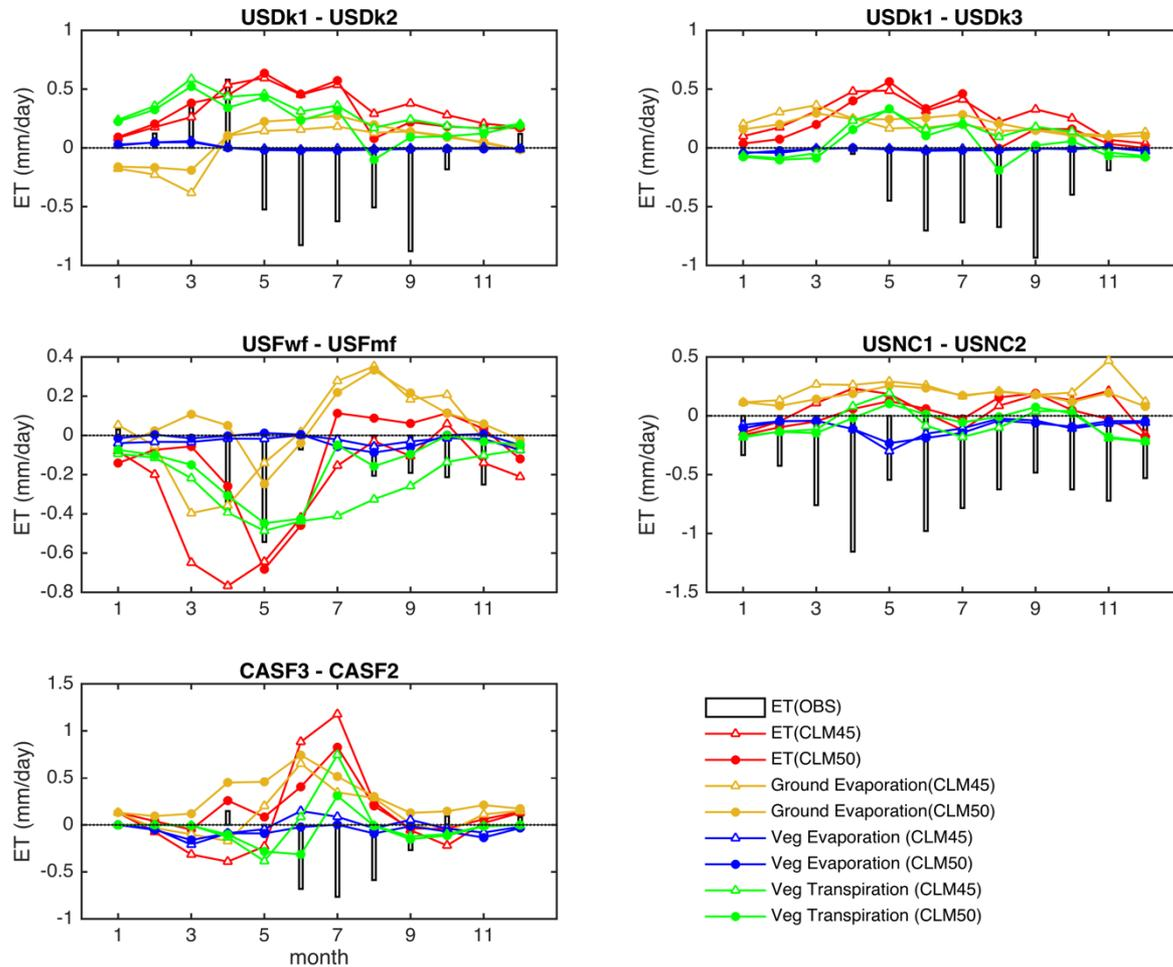 USDk1 - USDk2
ET (mm/day)
1
0.5
0
-0.5
-1
1 3 5 7 9 11
USDk1 - USDk3
ET (mm/day)
1
0.5
0
-0.5
-1
1 3 5 7 9 11
USFwf - USFmf
ET (mm/day)
0.4
0.2
0
-0.2
-0.4
-0.6
-0.8
1 3 5 7 9 11
USNC1 - USNC2
ET (mm/day)
0.5
0
-0.5
-1
-1.5
1 3 5 7 9 11
CASF3 - CASF2
ET (mm/day)
1.5
1
0.5
0
-0.5
-1
1 3 5 7 9 11
month
ET(OBS)
ET(CLM45)
ET(CLM50)
Ground Evaporation(CLM45)
Ground Evaporation(CLM50)
Veg Evaporation (CLM45)
Veg Evaporation (CLM50)
Veg Transpiration (CLM45)
Veg Transpiration (CLM50)